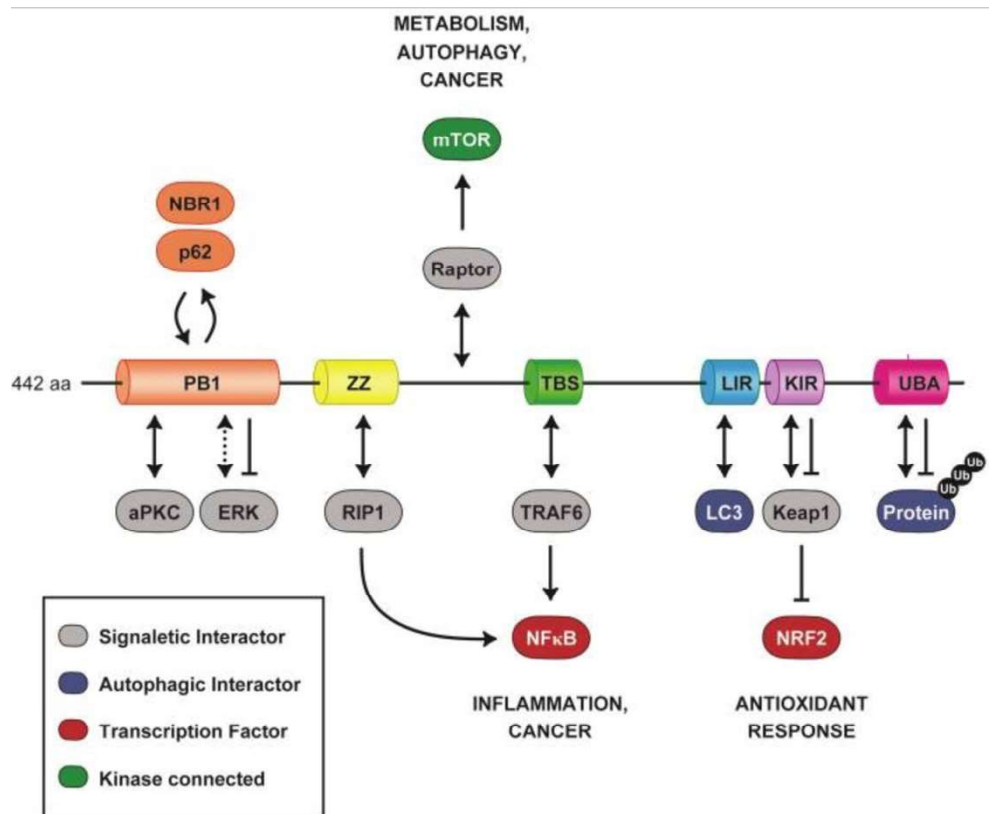 METABOLISM,
AUTOPHAGY,
CANCER
mTOR
NBR1
p62
Raptor
442 aa
PB1
ZZ
TBS
LIR
KIR
UBA
aPKC
ERK
RIP1
TRAF6
LC3
Keap1
Protein
Ub
Ub
Ub
NFκB
NRF2
INFLAMMATION,
CANCER
ANTIOXIDANT
RESPONSE
Signaletic Interactor
Autophagic Interactor
Transcription Factor
Kinase connected